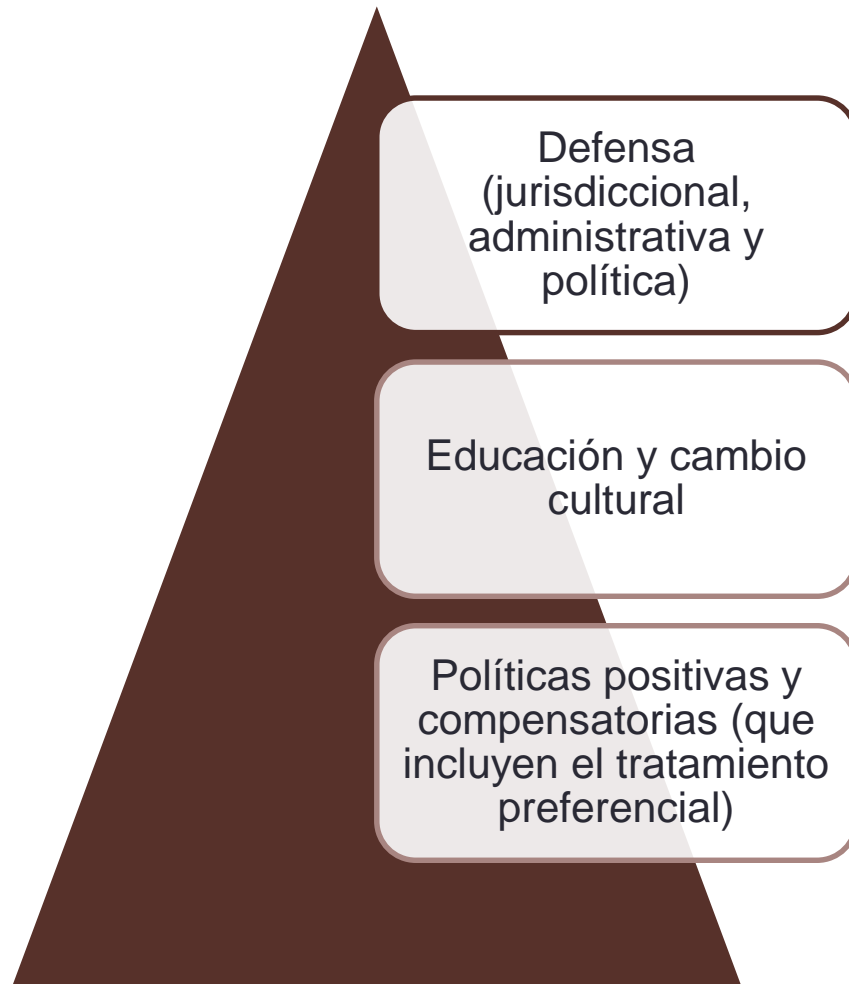 Defensa
(jurisdiccional,
administrativa y
política)
Educación y cambio
cultural
Políticas positivas y
compensatorias (que
incluyen el tratamiento
preferencial)